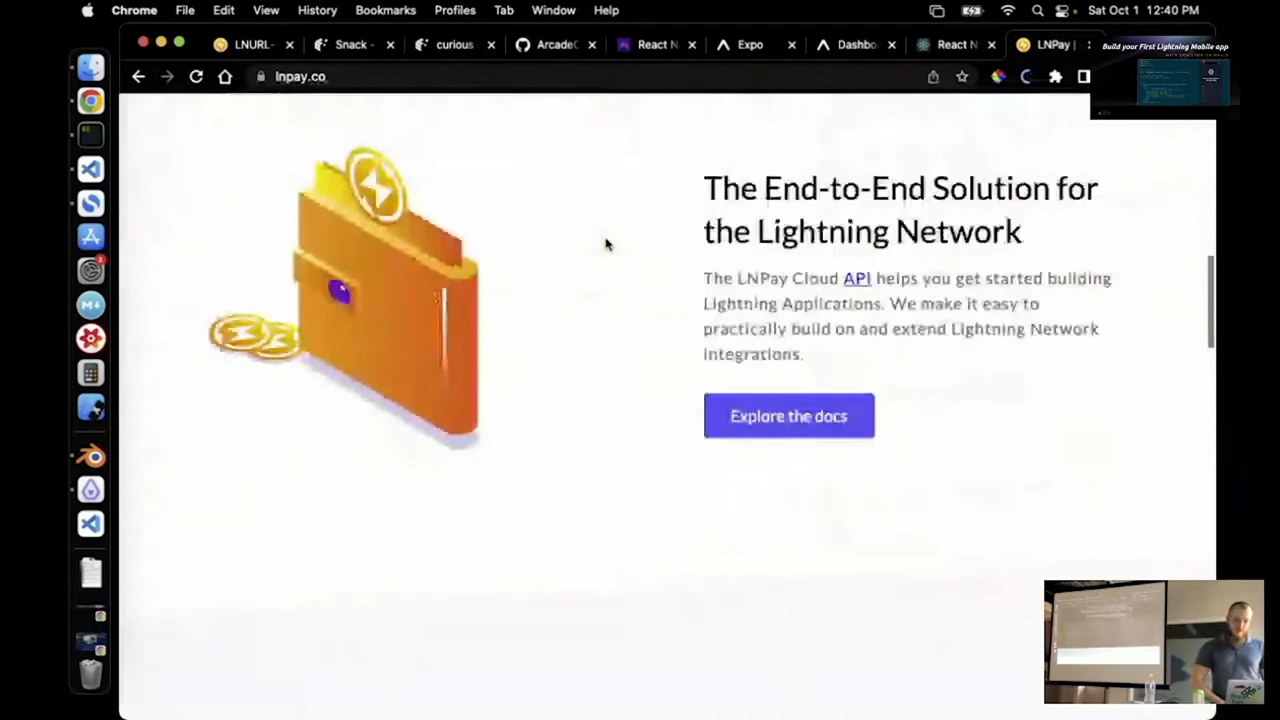 Chrome File Edit View History Bookmarks Profiles Tab Window Help Sat Oct 1 12:40 PM
LNURL- Snack - curious ArcadeC React N Expo Dashbo React N LNPay |
Build your First Lightning Mobile app
lnpay.co
The End-to-End Solution for
the Lightning Network
The LNPay Cloud API helps you get started building
Lightning Applications. We make it easy to
practically build on and extend Lightning Network
integrations.
Explore the docs